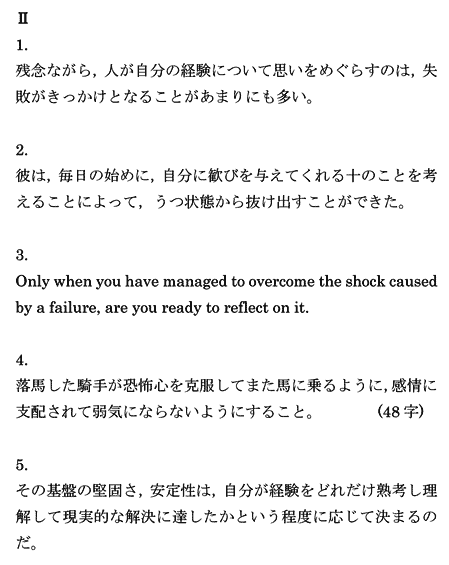 Ⅱ
1.
残念ながら，人が自分の経験について思いをめぐらすのは，失
敗がきっかけとなることがあまりにも多い。
2.
彼は，毎日の始めに，自分に歓びを与えてくれる十のことを考
えることによって， うつ状態から抜け出すことができた。
3.
Only when you have managed to overcome the shock caused
by a failure, are you ready to reflect on it.
4.
落馬した騎手が恐怖心を克服してまた馬に乗るように，感情に
支配されて弱気にならないようにすること。 (48 字)
5.
その基盤の堅固さ，安定性は，自分が経験をどれだけ熟考し理
解して現実的な解決に達したかという程度に応じて決まるの
だ。